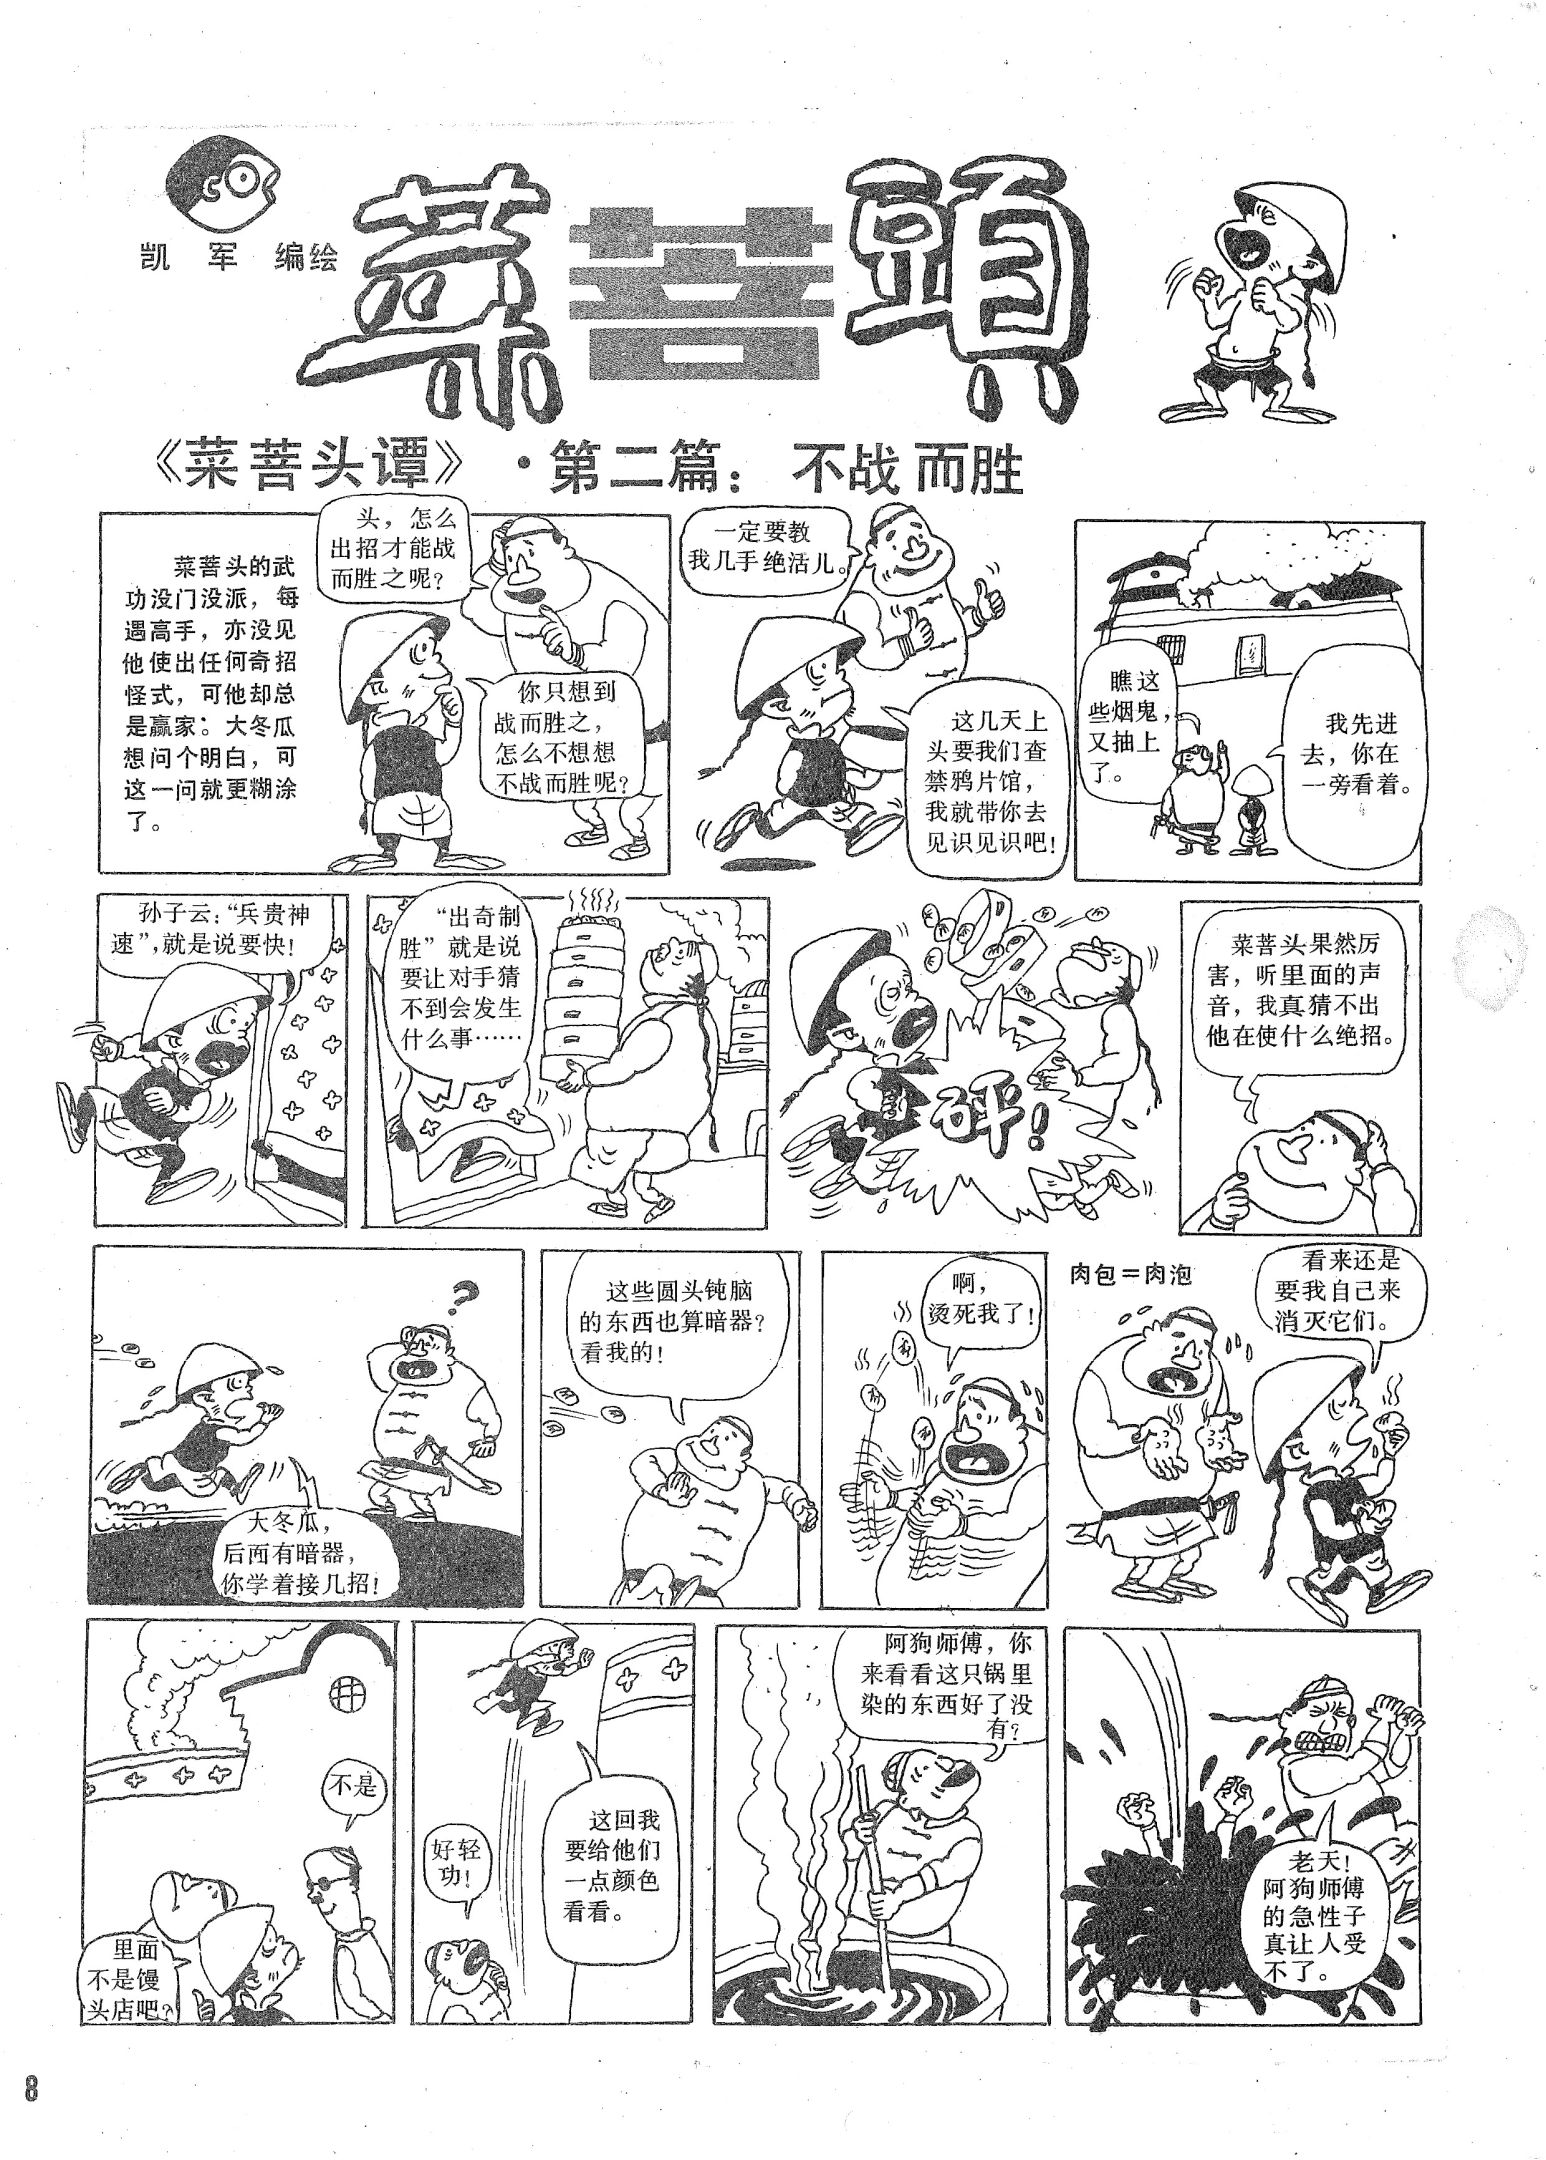 凯 军 编绘
菜菩頭
《菜菩头谭》·第二篇：不战而胜
菜菩头的武
功没门没派，每
遇高手，亦没见
他使出任何奇招
怪式，可他却总
是赢家：大冬瓜
想问个明白，可
这一问就更糊涂
了。
头，怎么
出招才能战
而胜之呢？
你只想到
战而胜之，
怎么不想想
不战而胜呢？
一定要教
我几手绝活儿。
这几天上
头要我们查
禁鸦片馆，
我就带你去
见识见识吧！
瞧这
些烟鬼，
又抽上
了。
我先进
去，你在
一旁看着。
孙子云：“兵贵神
速”，就是说要快！
“出奇制
胜”就是说
要让对手猜
不到会发生
什么事……
砰！
菜菩头果然厉
害，听里面的声
音，我真猜不出
他在使什么绝招。
?
大冬瓜，
后面有暗器，
你学着接几招！
这些圆头钝脑
的东西也算暗器？
看我的！
啊，
烫死我了！
肉包＝肉泡
看来还是
要我自己来
消灭它们。
不是
里面
不是馒
头店吧？
好轻
功！
这回我
要给他们
一点颜色
看看。
阿狗师傅，你
来看看这只锅里
染的东西好了没
有？
老天！
阿狗师傅
的急性子
真让人受
不了。
8